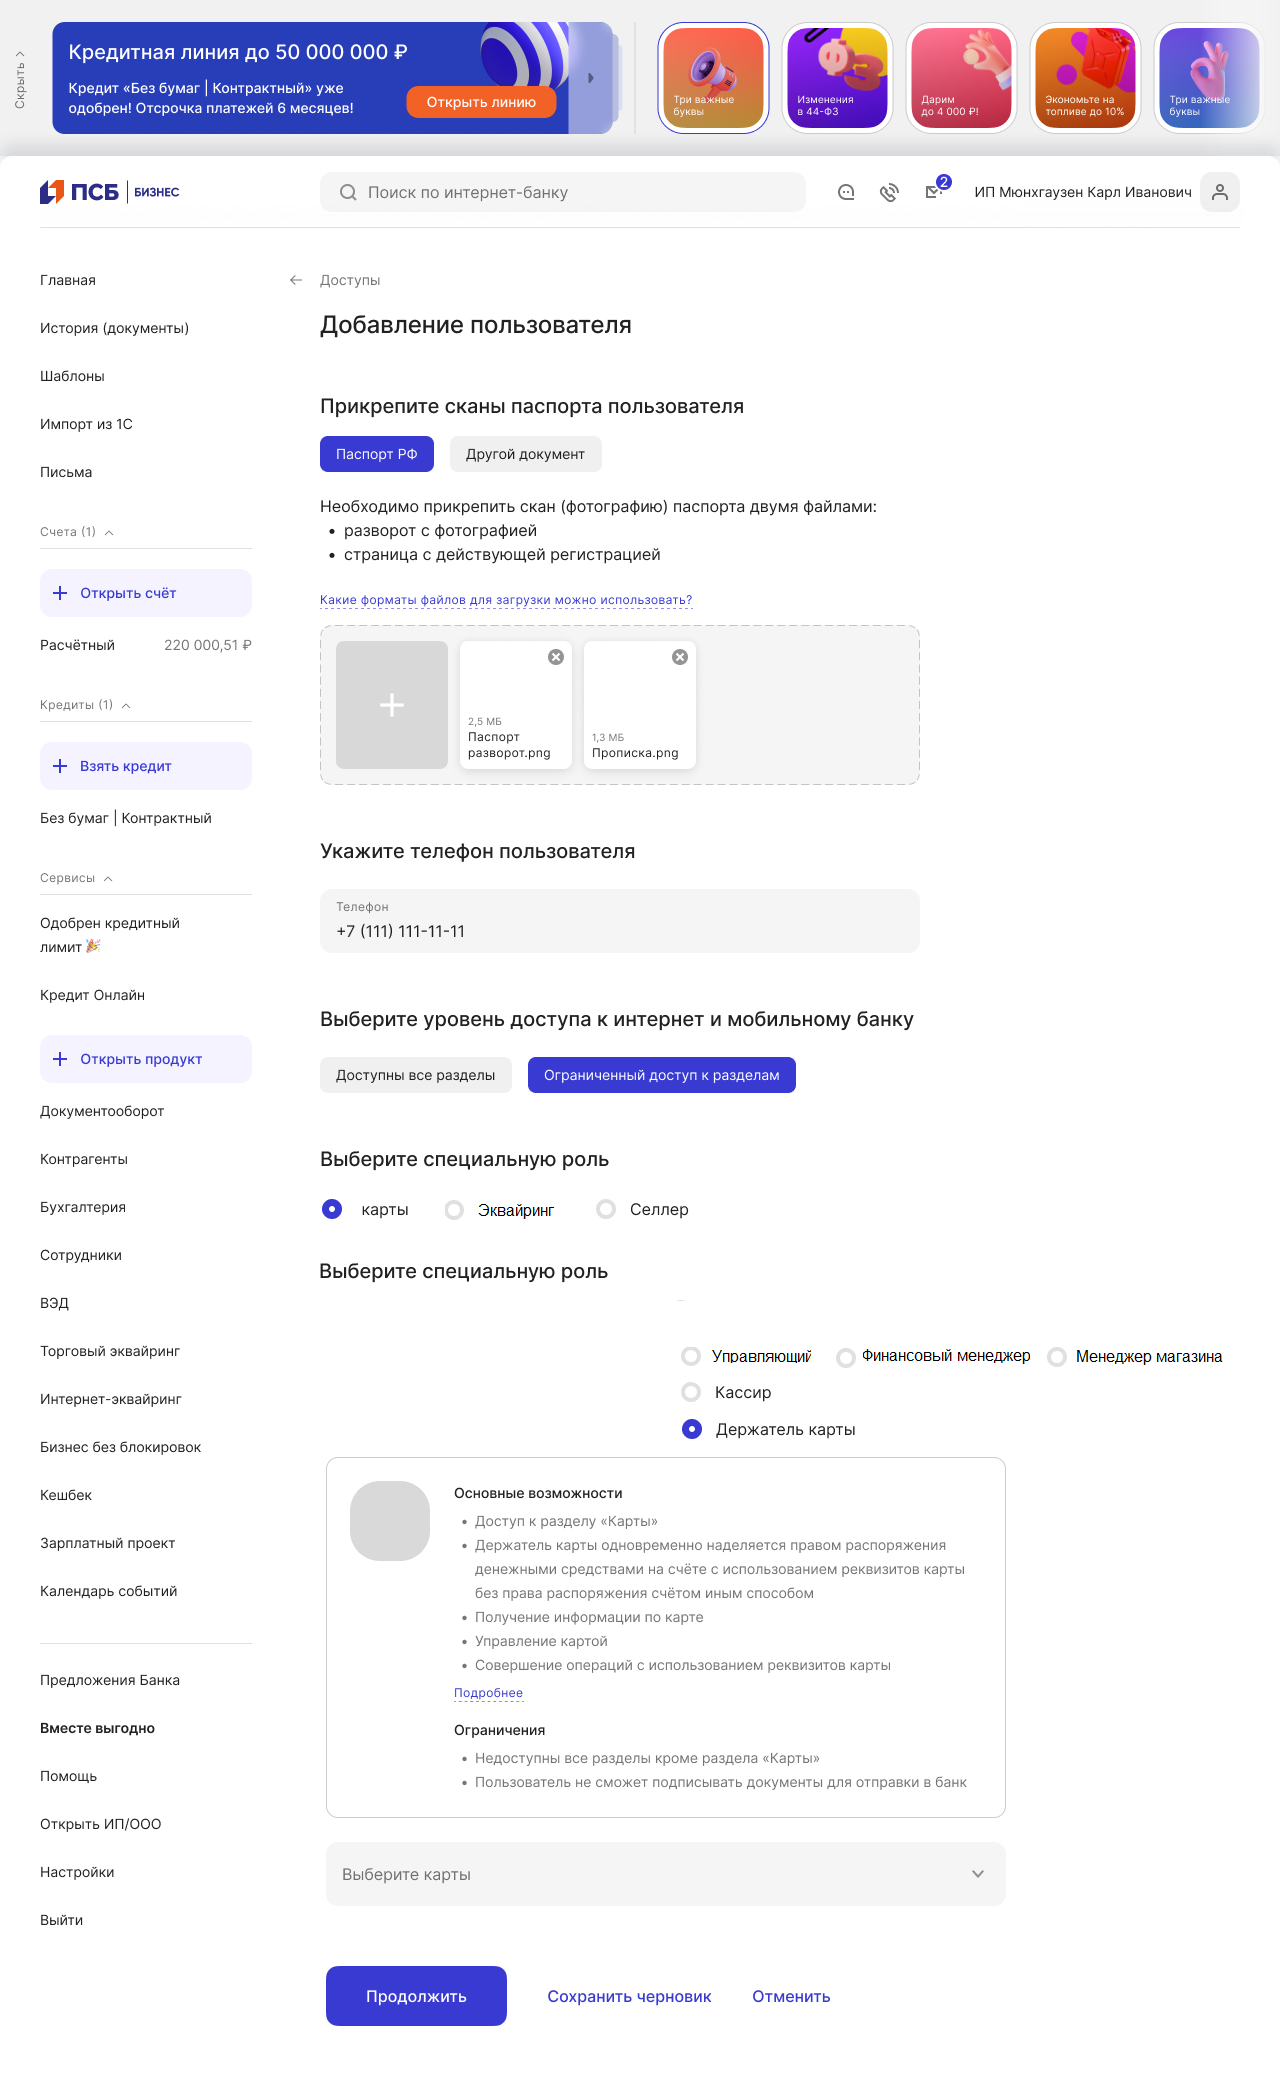 Скрыть
Кредитная линия до 50 000 000 ₽
Кредит «Без бумаг | Контрактный» уже
одобрен! Отсрочка платежей 6 месяцев!
Открыть линию
Три важные
буквы
Изменения
в 44-ФЗ
Дарим
до 4 000 ₽!
Экономьте на
топливе до 10%
Три важные
буквы
ПСБ | БИЗНЕС
Поиск по интернет-банку
2
ИП Мюнхгаузен Карл Иванович
Главная
История (документы)
Шаблоны
Импорт из 1С
Письма
Счета (1)
Открыть счёт
Расчётный 220 000,51 ₽
Кредиты (1)
Взять кредит
Без бумаг | Контрактный
Сервисы
Одобрен кредитный
лимит 🎉
Кредит Онлайн
Открыть продукт
Документооборот
Контрагенты
Бухгалтерия
Сотрудники
ВЭД
Торговый эквайринг
Интернет-эквайринг
Бизнес без блокировок
Кешбек
Зарплатный проект
Календарь событий
Предложения Банка
Вместе выгодно
Помощь
Открыть ИП/ООО
Настройки
Выйти
Доступы
Добавление пользователя
Прикрепите сканы паспорта пользователя
Паспорт РФ
Другой документ
Необходимо прикрепить скан (фотографию) паспорта двумя файлами:
• разворот с фотографией
• страница с действующей регистрацией
Какие форматы файлов для загрузки можно использовать?
2,5 МБ
Паспорт
разворот.png
1,3 МБ
Прописка.png
Укажите телефон пользователя
Телефон
+7 (111) 111-11-11
Выберите уровень доступа к интернет и мобильному банку
Доступны все разделы
Ограниченный доступ к разделам
Выберите специальную роль
карты
Эквайринг
Селлер
Выберите специальную роль
Управляющий
Финансовый менеджер
Менеджер магазина
Кассир
Держатель карты
Основные возможности
• Доступ к разделу «Карты»
• Держатель карты одновременно наделяется правом распоряжения
денежными средствами на счёте с использованием реквизитов карты
без права распоряжения счётом иным способом
• Получение информации по карте
• Управление картой
• Совершение операций с использованием реквизитов карты
Подробнее
Ограничения
• Недоступны все разделы кроме раздела «Карты»
• Пользователь не сможет подписывать документы для отправки в банк
Выберите карты
Продолжить
Сохранить черновик
Отменить